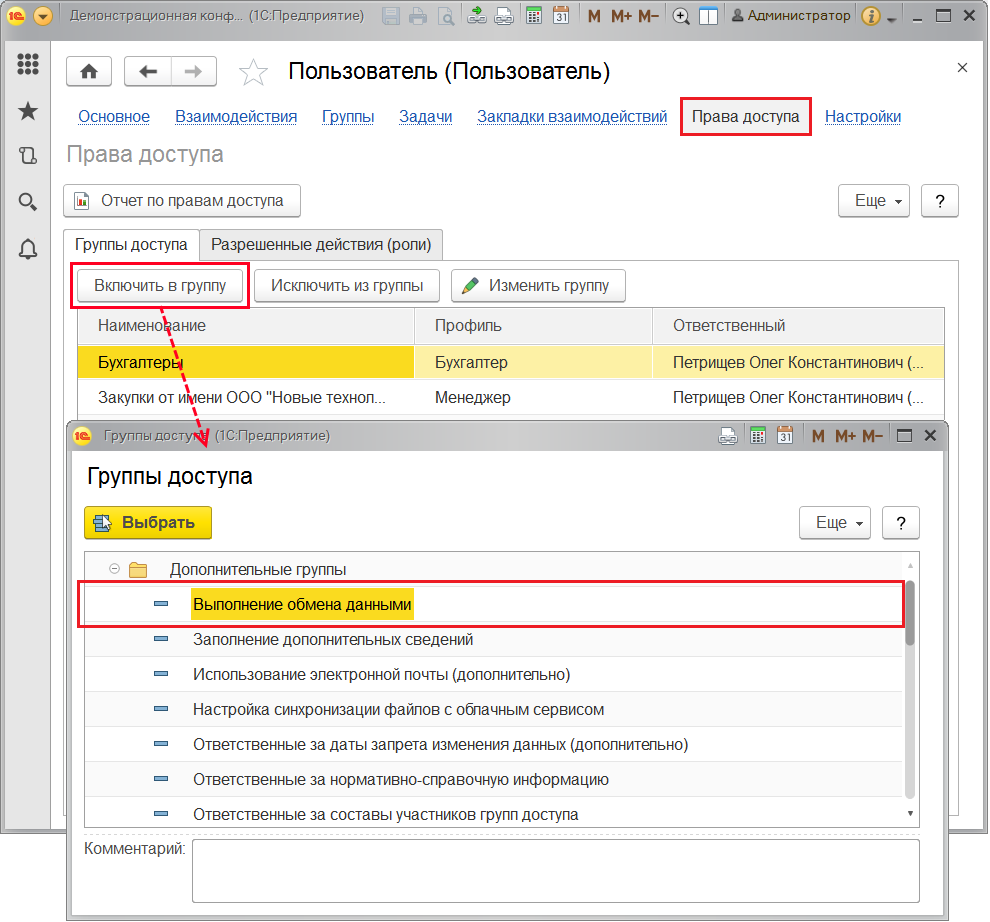 Демонстрационная конф... (1С:Предприятие) 31 M M+ M− Администратор
Пользователь (Пользователь)
Основное Взаимодействия Группы Задачи Закладки взаимодействий Права доступа Настройки
Права доступа
Отчет по правам доступа Еще ?
Группы доступа Разрешенные действия (роли)
Включить в группу Исключить из группы Изменить группу
Наименование Профиль Ответственный
Бухгалтеры Бухгалтер Петрищев Олег Константинович (...
Закупки от имени ООО "Новые технол... Менеджер Петрищев Олег Константинович (...
Группы доступа (1С:Предприятие) 31 M M+ M−
Группы доступа
Выбрать Еще ?
Дополнительные группы
Выполнение обмена данными
Заполнение дополнительных сведений
Использование электронной почты (дополнительно)
Настройка синхронизации файлов с облачным сервисом
Ответственные за даты запрета изменения данных (дополнительно)
Ответственные за нормативно-справочную информацию
Ответственные за составы участников групп доступа
Комментарий: